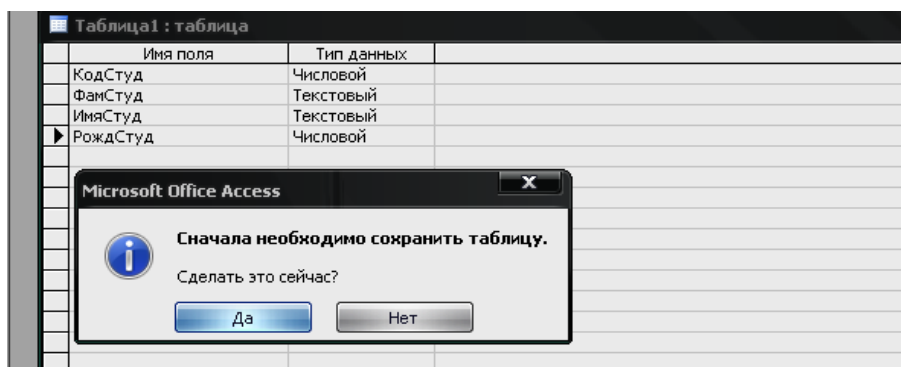 Таблица1 : таблица
Имя поля Тип данных
КодСтуд Числовой
ФамСтуд Текстовый
ИмяСтуд Текстовый
РождСтуд Числовой
Microsoft Office Access
Сначала необходимо сохранить таблицу.
Сделать это сейчас?
Да Нет